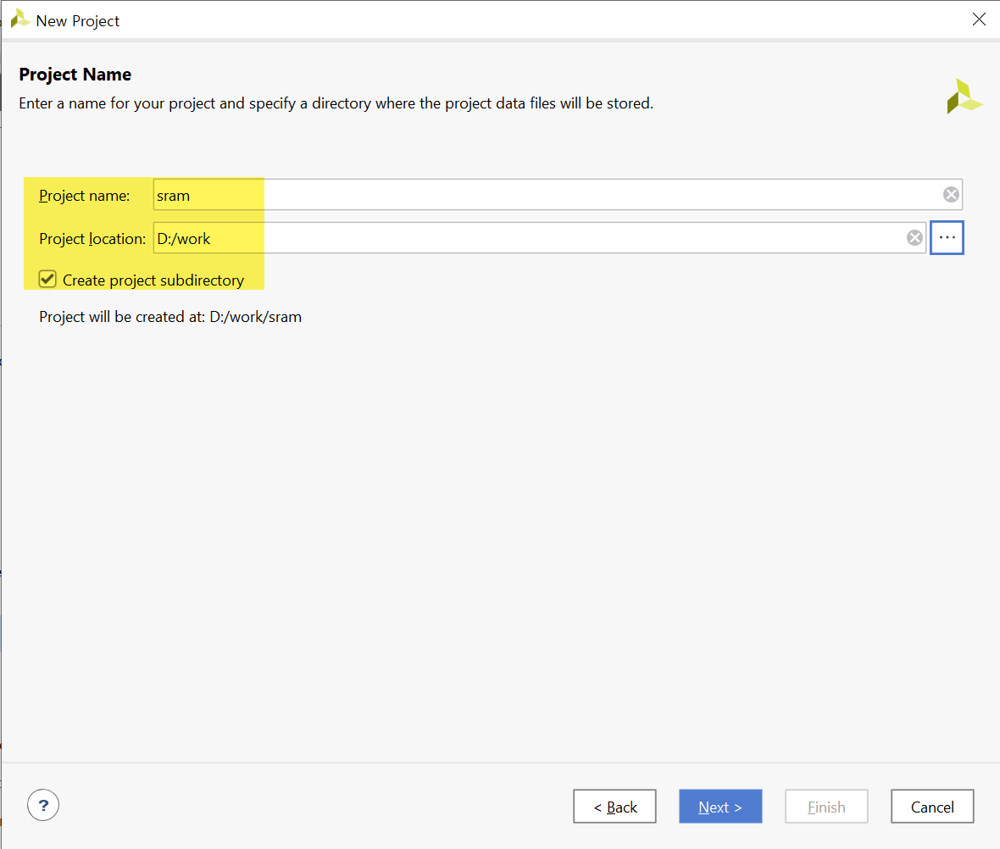 New Project
Project Name
Enter a name for your project and specify a directory where the project data files will be stored.
Project name: sram
Project location: D:/work ...
Create project subdirectory
Project will be created at: D:/work/sram
? < Back Next > Finish Cancel